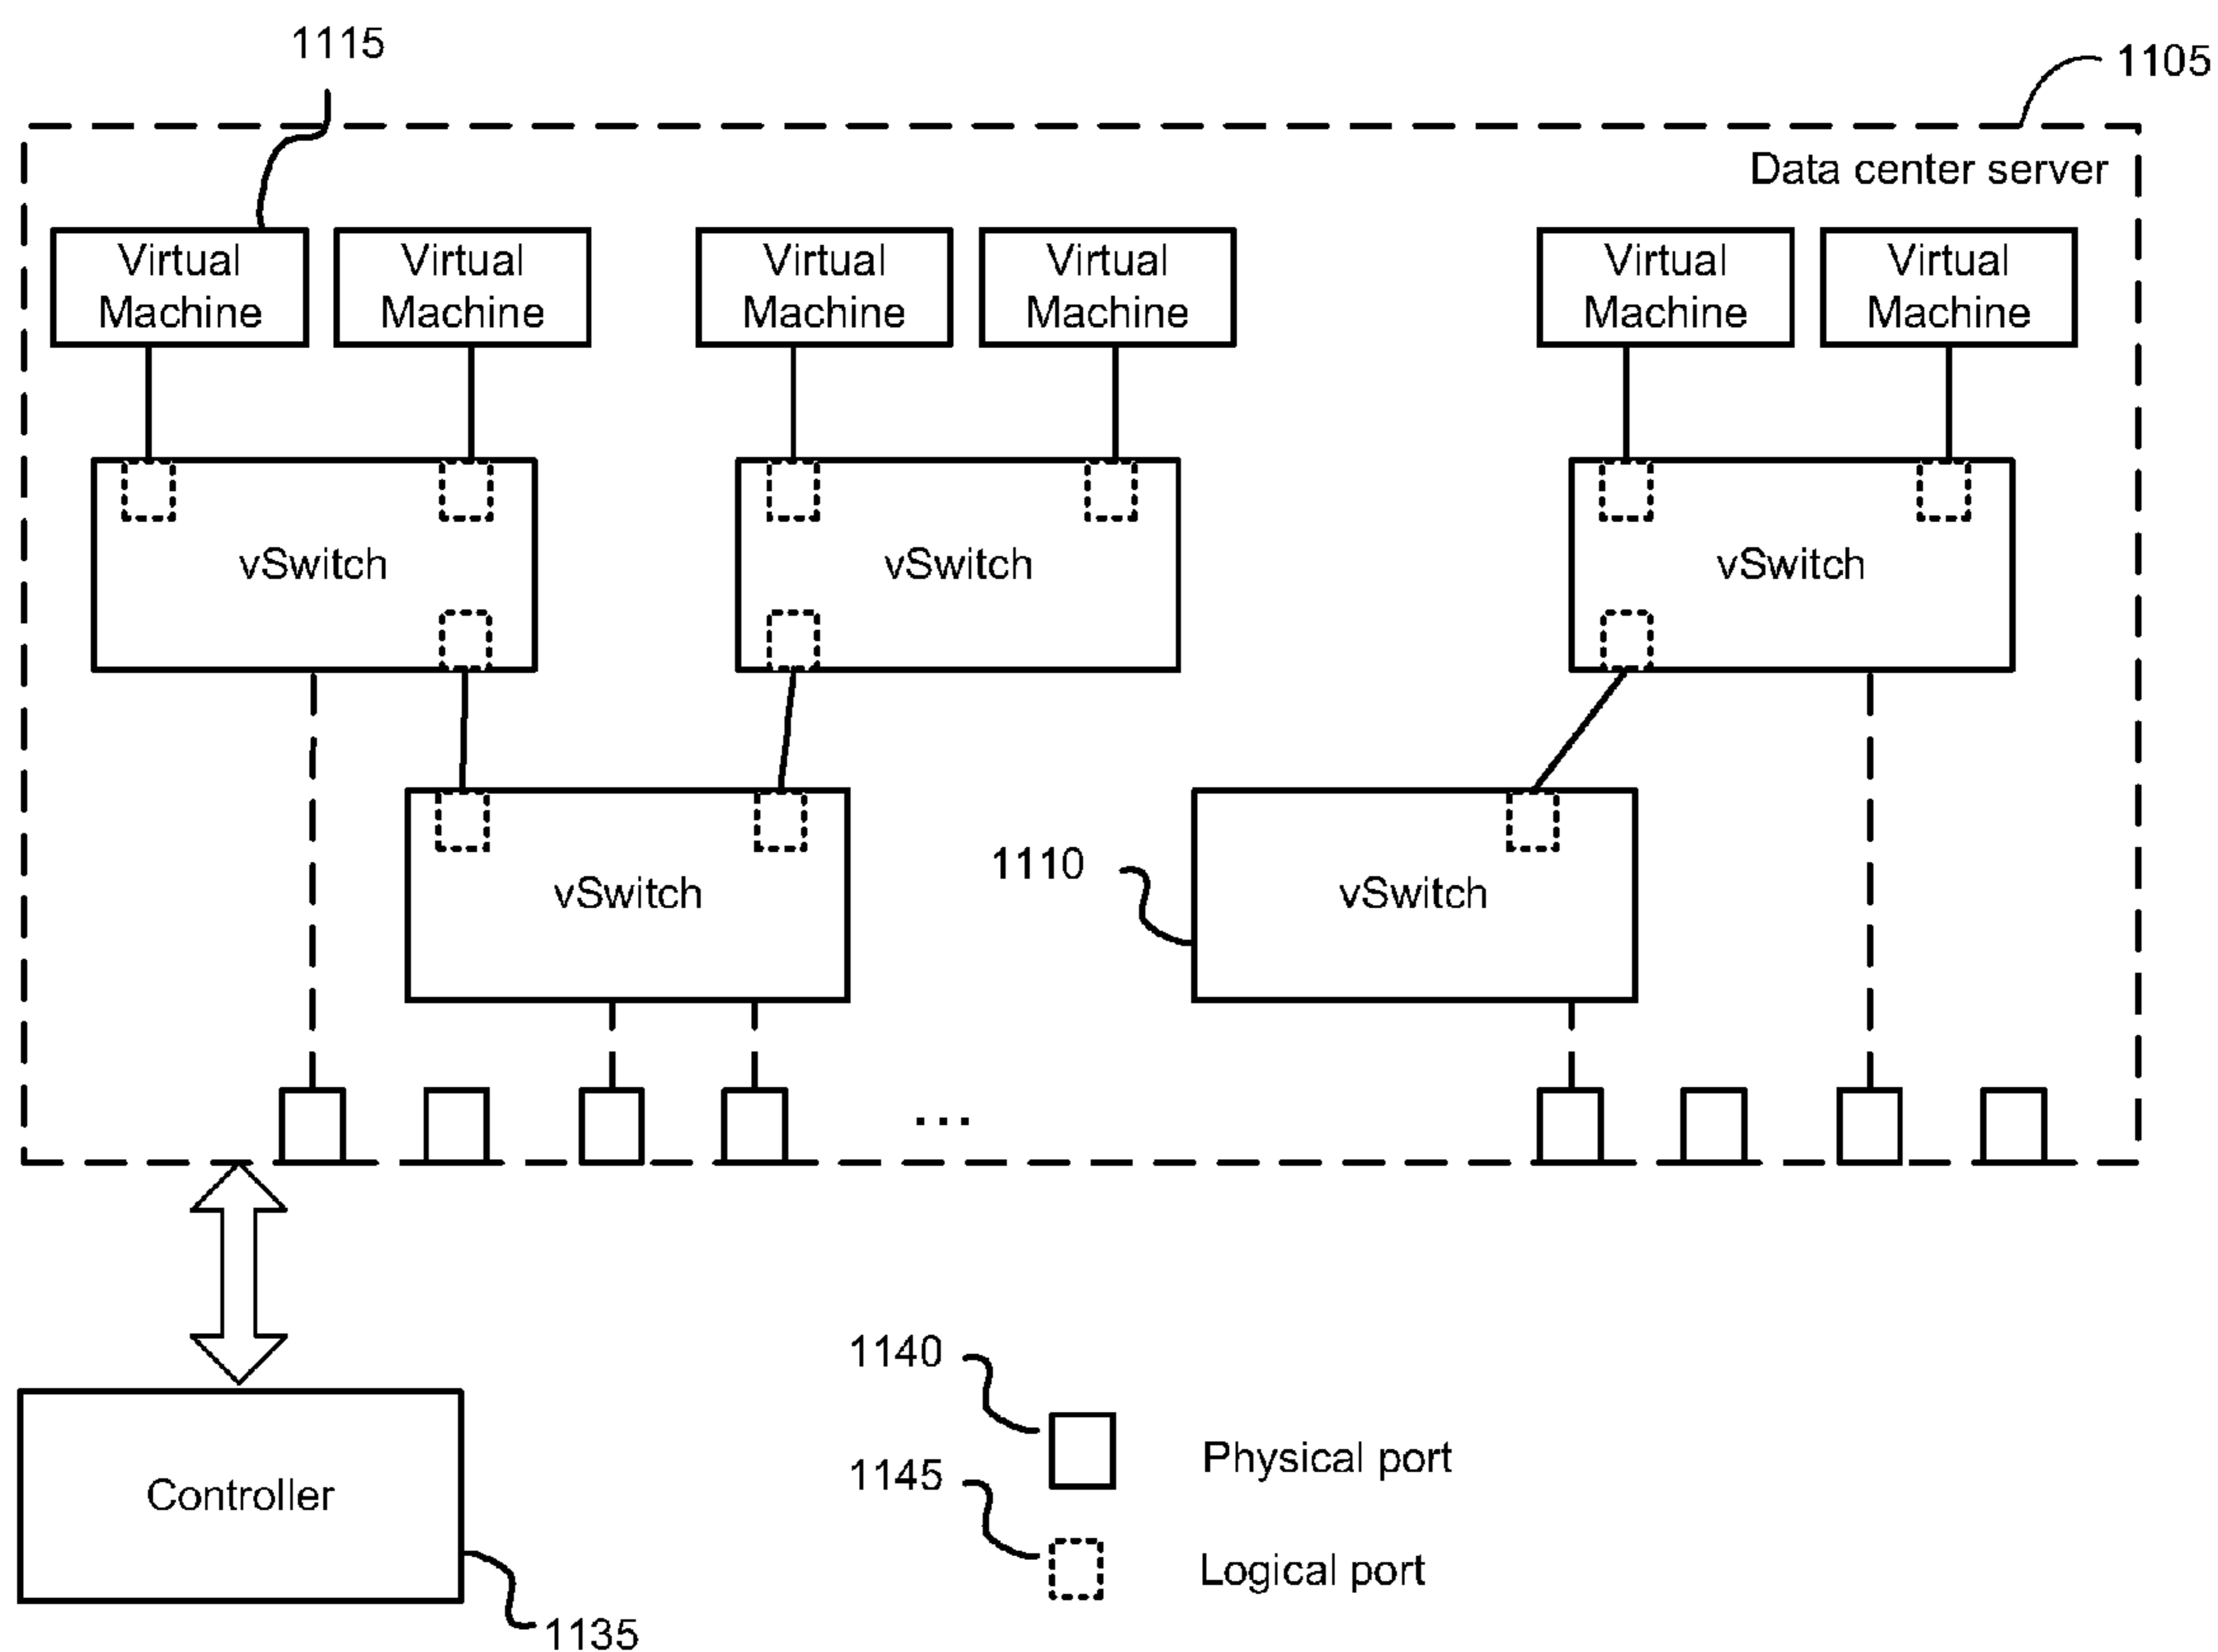 1115
1105
Data center server
Virtual
Machine
Virtual
Machine
Virtual
Machine
Virtual
Machine
Virtual
Machine
Virtual
Machine
vSwitch
vSwitch
vSwitch
1110
vSwitch
vSwitch
...
1140
Physical port
1145
Logical port
Controller
1135